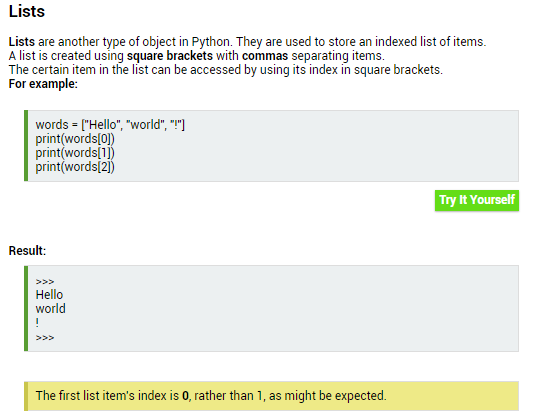 Lists
Lists are another type of object in Python. They are used to store an indexed list of items.
A list is created using square brackets with commas separating items.
The certain item in the list can be accessed by using its index in square brackets.
For example:
words = ["Hello", "world", "!"]
print(words[0])
print(words[1])
print(words[2])
Try It Yourself
Result:
>>>
Hello
world
!
>>>
The first list item's index is 0, rather than 1, as might be expected.